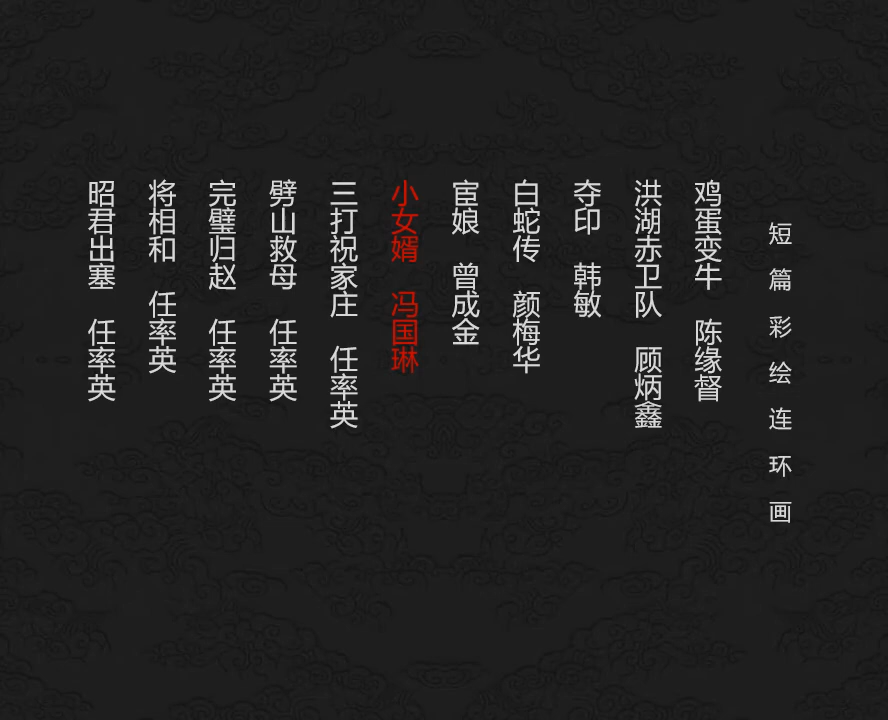 短篇彩绘连环画
鸡蛋变牛 陈缘督
洪湖赤卫队 顾炳鑫
夺印 韩敏
白蛇传 颜梅华
宦娘 曾成金
小女婿 冯国琳
三打祝家庄 任率英
劈山救母 任率英
完璧归赵 任率英
将相和 任率英
昭君出塞 任率英